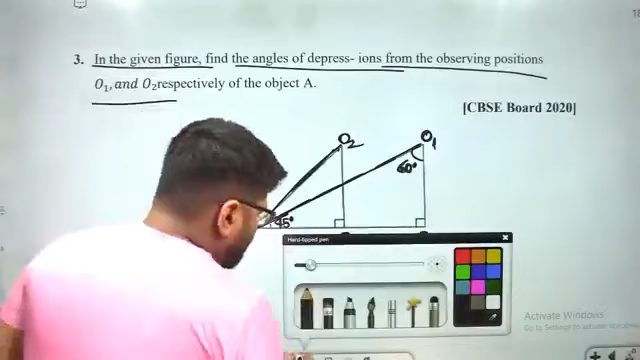 18
3. In the given figure, find the angles of depress- ions from the observing positions
O₁, and O₂respectively of the object A.
[CBSE Board 2020]
O₂
O₁
60°
45°
Hard-tipped pen
Activate Windows
Go to Settings to activate Windows.